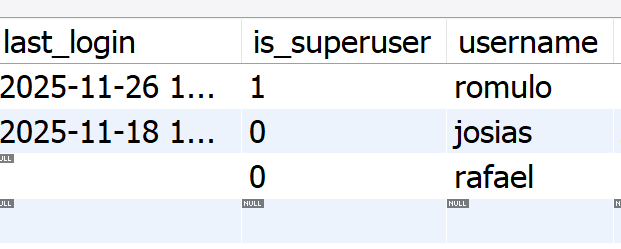 last_login is_superuser username
2025-11-26 1... 1 romulo
2025-11-18 1... 0 josias
NULL 0 rafael
NULL NULL NULL